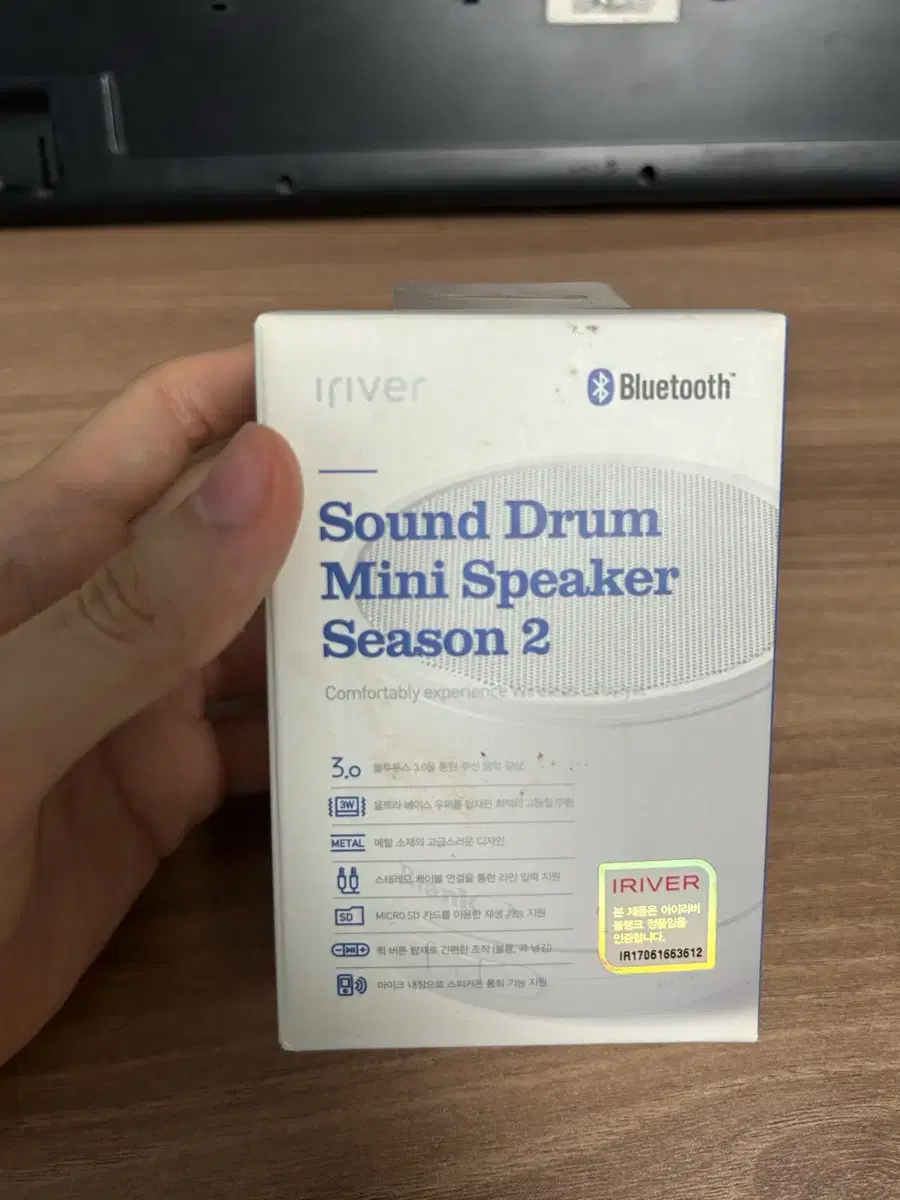 iriver
Bluetooth™
Sound Drum
Mini Speaker
Season 2
Comfortably experience
3.0
블루투스 3.0을 통한 무선 음악 감상
3W
울트라 베이스 우퍼를 탑재한 최적의 고음질 구현
METAL
메탈 소재의 고급스러운 디자인
스테레오 케이블 연결을 통한 라인 입력 지원
SD
MICRO SD 카드를 이용한 재생 기능 지원
퀵 버튼 탑재로 간편한 조작 (볼륨, 곡 넘김)
마이크 내장으로 스피커폰 통화 기능 지원
IRIVER
본 제품은 아이리버
블랭크 정품임을
인증합니다.
IR17061663612